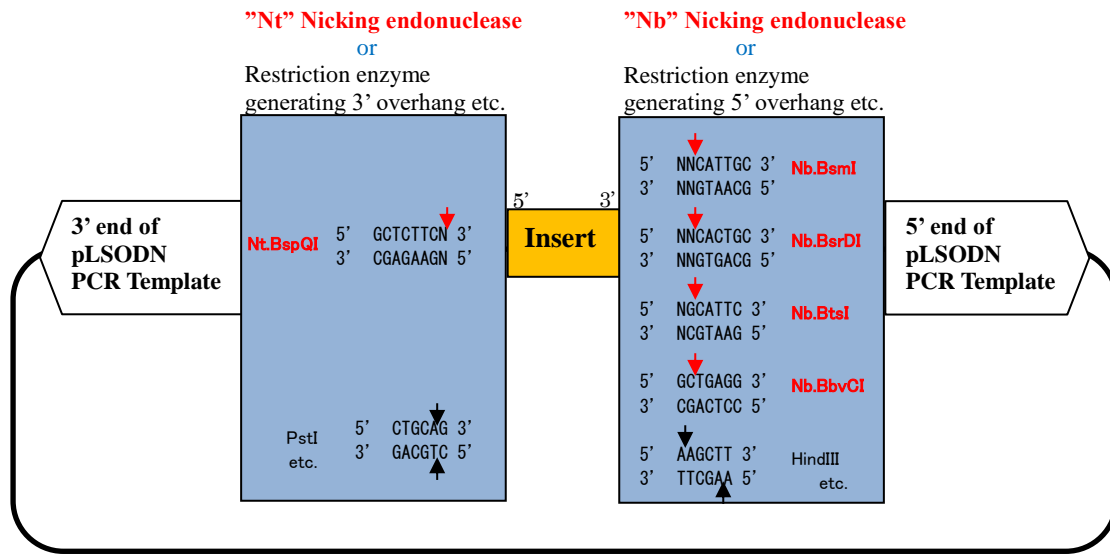 ”Nt” Nicking endonuclease
or
Restriction enzyme
generating 3’ overhang etc.
”Nb” Nicking endonuclease
or
Restriction enzyme
generating 5’ overhang etc.
3’ end of
pLSODN
PCR Template
Nt.BspQI
5’ GCTCTTCN 3’
3’ CGAGAAGN 5’
PstI
etc.
5’ CTGCAG 3’
3’ GACGTC 5’
5’ 3’
Insert
5’ NNCATTGC 3’ Nb.BsmI
3’ NNGTAACG 5’
5’ NNCACTGC 3’ Nb.BsrDI
3’ NNGTGACG 5’
5’ NGCATTC 3’ Nb.BtsI
3’ NCGTAAG 5’
5’ GCTGAGG 3’ Nb.BbvCI
3’ CGACTCC 5’
5’ AAGCTT 3’ HindIII
3’ TTCGAA 5’ etc.
5’ end of
pLSODN
PCR Template